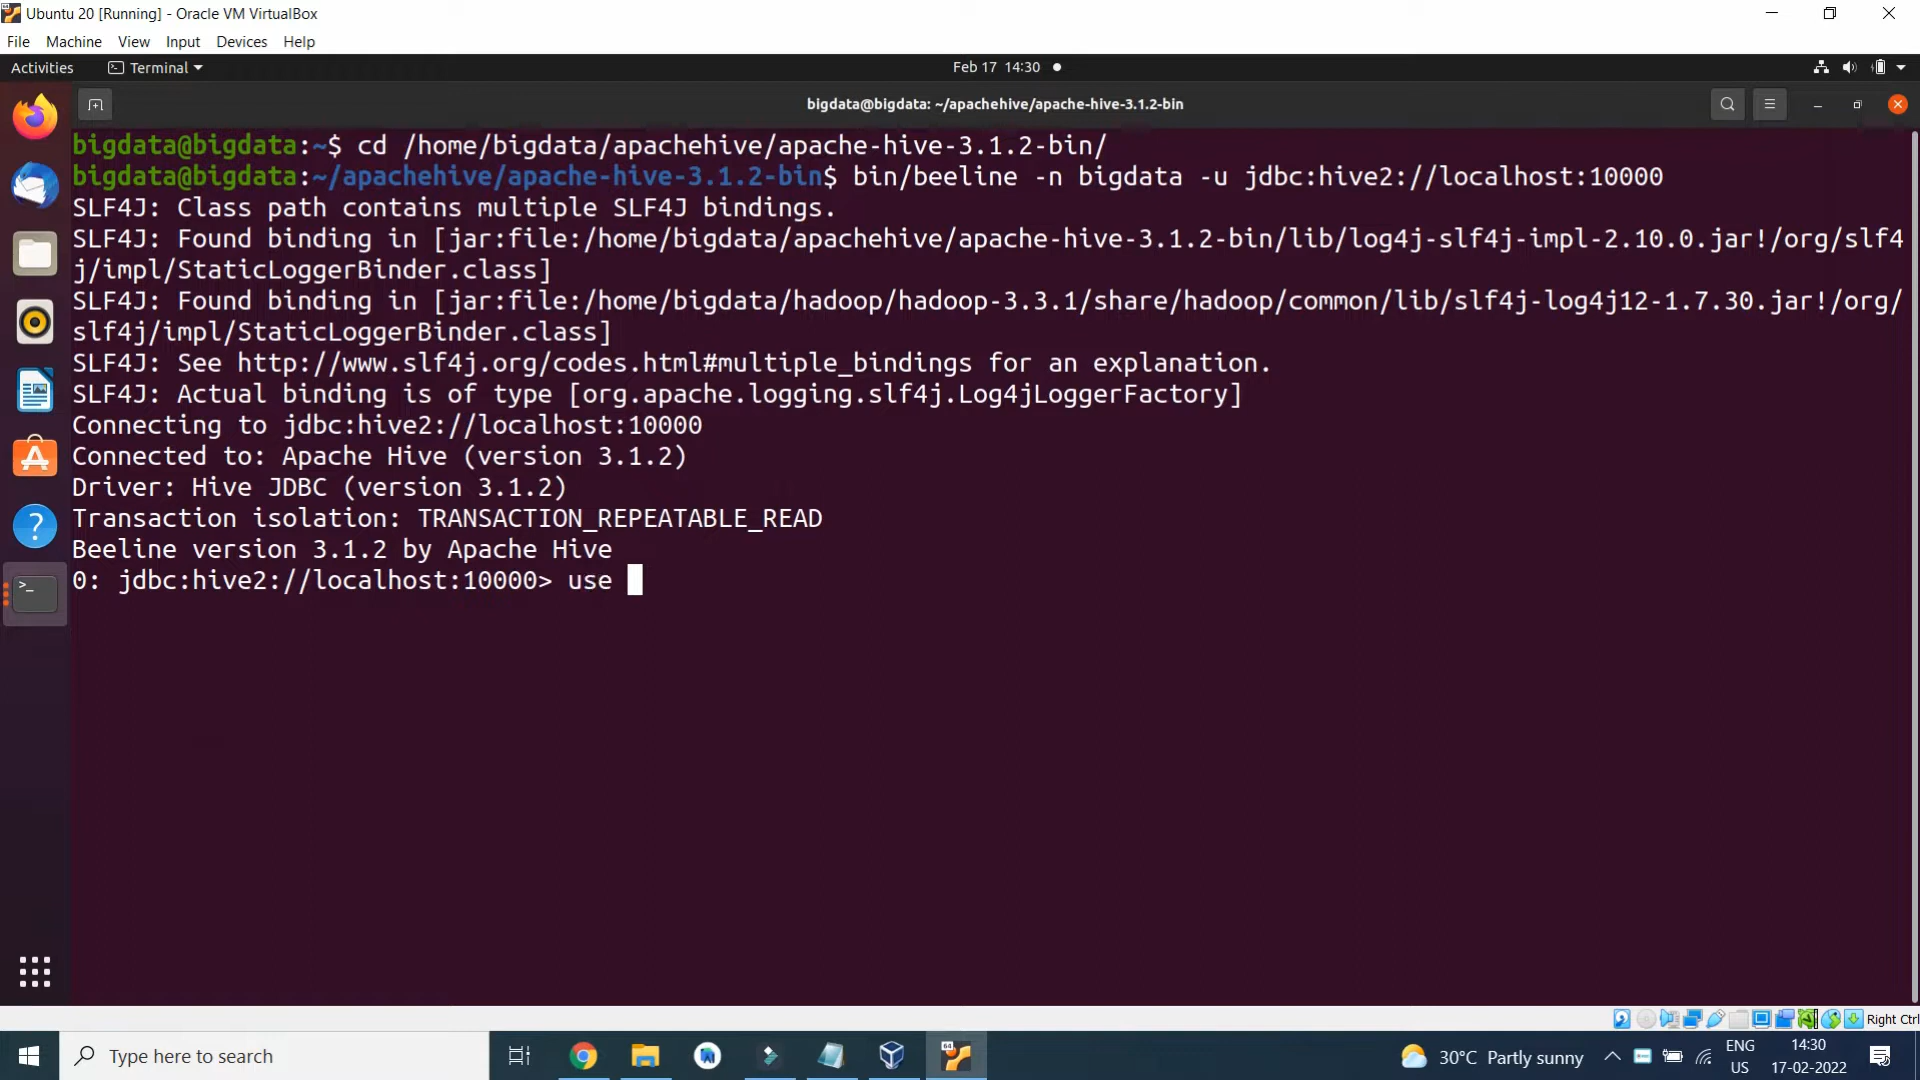 Ubuntu 20 [Running] - Oracle VM VirtualBox
File Machine View Input Devices Help
Activities Terminal Feb 17 14:30
bigdata@bigdata: ~/apachehive/apache-hive-3.1.2-bin
bigdata@bigdata:~$ cd /home/bigdata/apachehive/apache-hive-3.1.2-bin/
bigdata@bigdata:~/apachehive/apache-hive-3.1.2-bin$ bin/beeline -n bigdata -u jdbc:hive2://localhost:10000
SLF4J: Class path contains multiple SLF4J bindings.
SLF4J: Found binding in [jar:file:/home/bigdata/apachehive/apache-hive-3.1.2-bin/lib/log4j-slf4j-impl-2.10.0.jar!/org/slf4
j/impl/StaticLoggerBinder.class]
SLF4J: Found binding in [jar:file:/home/bigdata/hadoop/hadoop-3.3.1/share/hadoop/common/lib/slf4j-log4j12-1.7.30.jar!/org/
slf4j/impl/StaticLoggerBinder.class]
SLF4J: See http://www.slf4j.org/codes.html#multiple_bindings for an explanation.
SLF4J: Actual binding is of type [org.apache.logging.slf4j.Log4jLoggerFactory]
Connecting to jdbc:hive2://localhost:10000
Connected to: Apache Hive (version 3.1.2)
Driver: Hive JDBC (version 3.1.2)
Transaction isolation: TRANSACTION_REPEATABLE_READ
Beeline version 3.1.2 by Apache Hive
0: jdbc:hive2://localhost:10000> use
Right Ctrl
Type here to search
30°C Partly sunny
ENG
US
14:30
17-02-2022